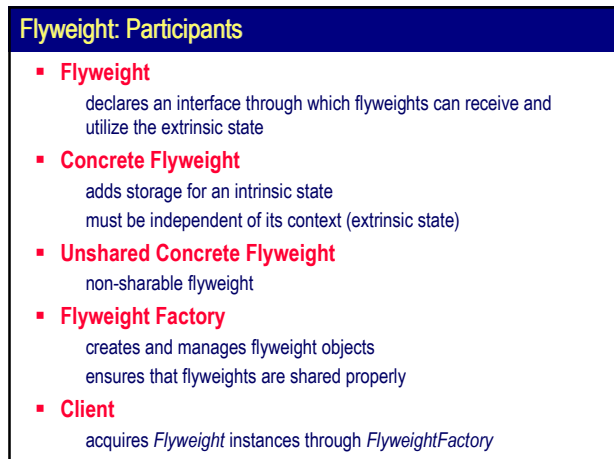 Flyweight: Participants
▪ Flyweight
declares an interface through which flyweights can receive and
utilize the extrinsic state
▪ Concrete Flyweight
adds storage for an intrinsic state
must be independent of its context (extrinsic state)
▪ Unshared Concrete Flyweight
non-sharable flyweight
▪ Flyweight Factory
creates and manages flyweight objects
ensures that flyweights are shared properly
▪ Client
acquires Flyweight instances through FlyweightFactory